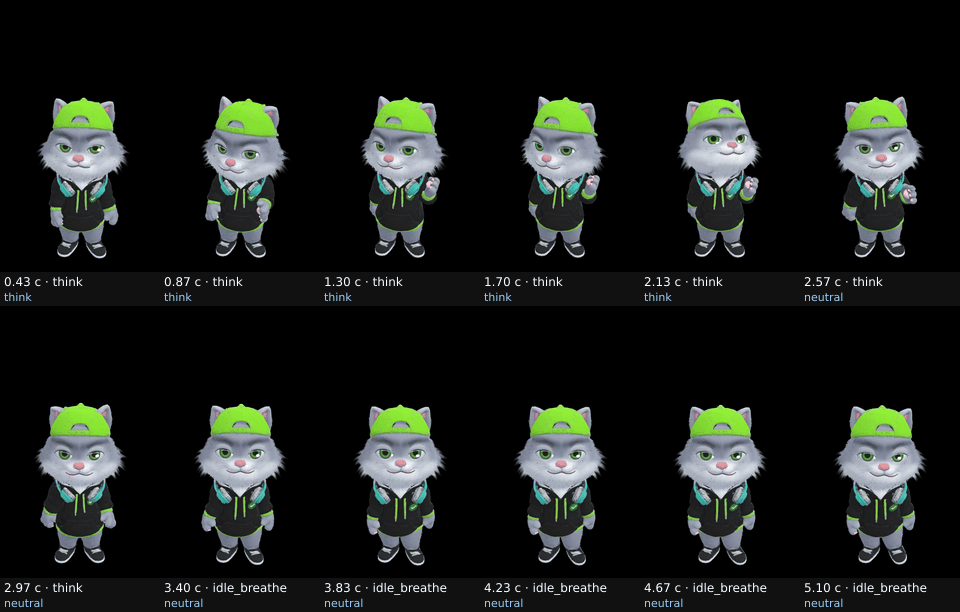 0.43 с · think
0.87 с · think
1.30 с · think
1.70 с · think
2.13 с · think
2.57 с · think
think
think
think
think
think
neutral
2.97 с · think
3.40 с · idle_breathe
3.83 с · idle_breathe
4.23 с · idle_breathe
4.67 с · idle_breathe
5.10 с · idle_breathe
neutral
neutral
neutral
neutral
neutral
neutral